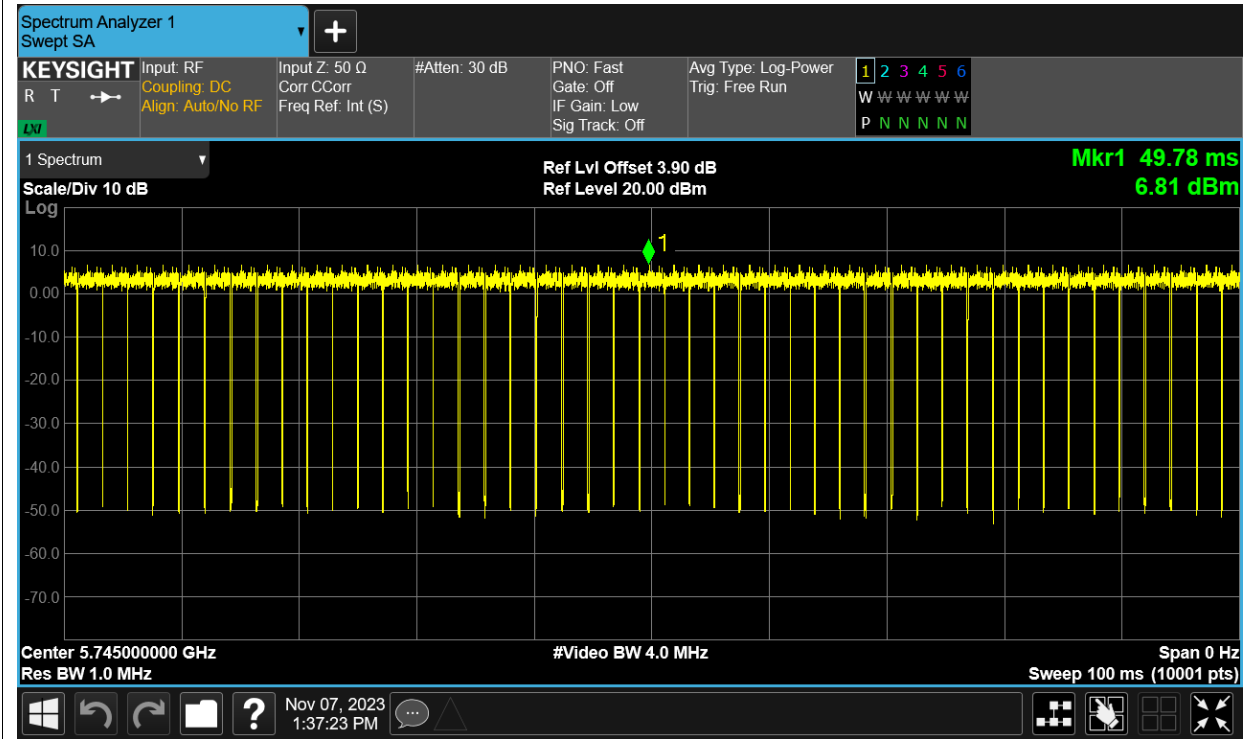 Spectrum Analyzer 1
Swept SA
+
KEYSIGHT
R T
LXI
Input: RF
Coupling: DC
Align: Auto/No RF
Input Z: 50 Ω
Corr CCorr
Freq Ref: Int (S)
#Atten: 30 dB
PNO: Fast
Gate: Off
IF Gain: Low
Sig Track: Off
Avg Type: Log-Power
Trig: Free Run
1 2 3 4 5 6
W W W W W W
P N N N N N
1 Spectrum
Scale/Div 10 dB
Log
Ref Lvl Offset 3.90 dB
Ref Level 20.00 dBm
Mkr1 49.78 ms
6.81 dBm
1
10.0
0.00
-10.0
-20.0
-30.0
-40.0
-50.0
-60.0
-70.0
Center 5.745000000 GHz
#Video BW 4.0 MHz
Span 0 Hz
Res BW 1.0 MHz
Sweep 100 ms (10001 pts)
?
Nov 07, 2023
1:37:23 PM